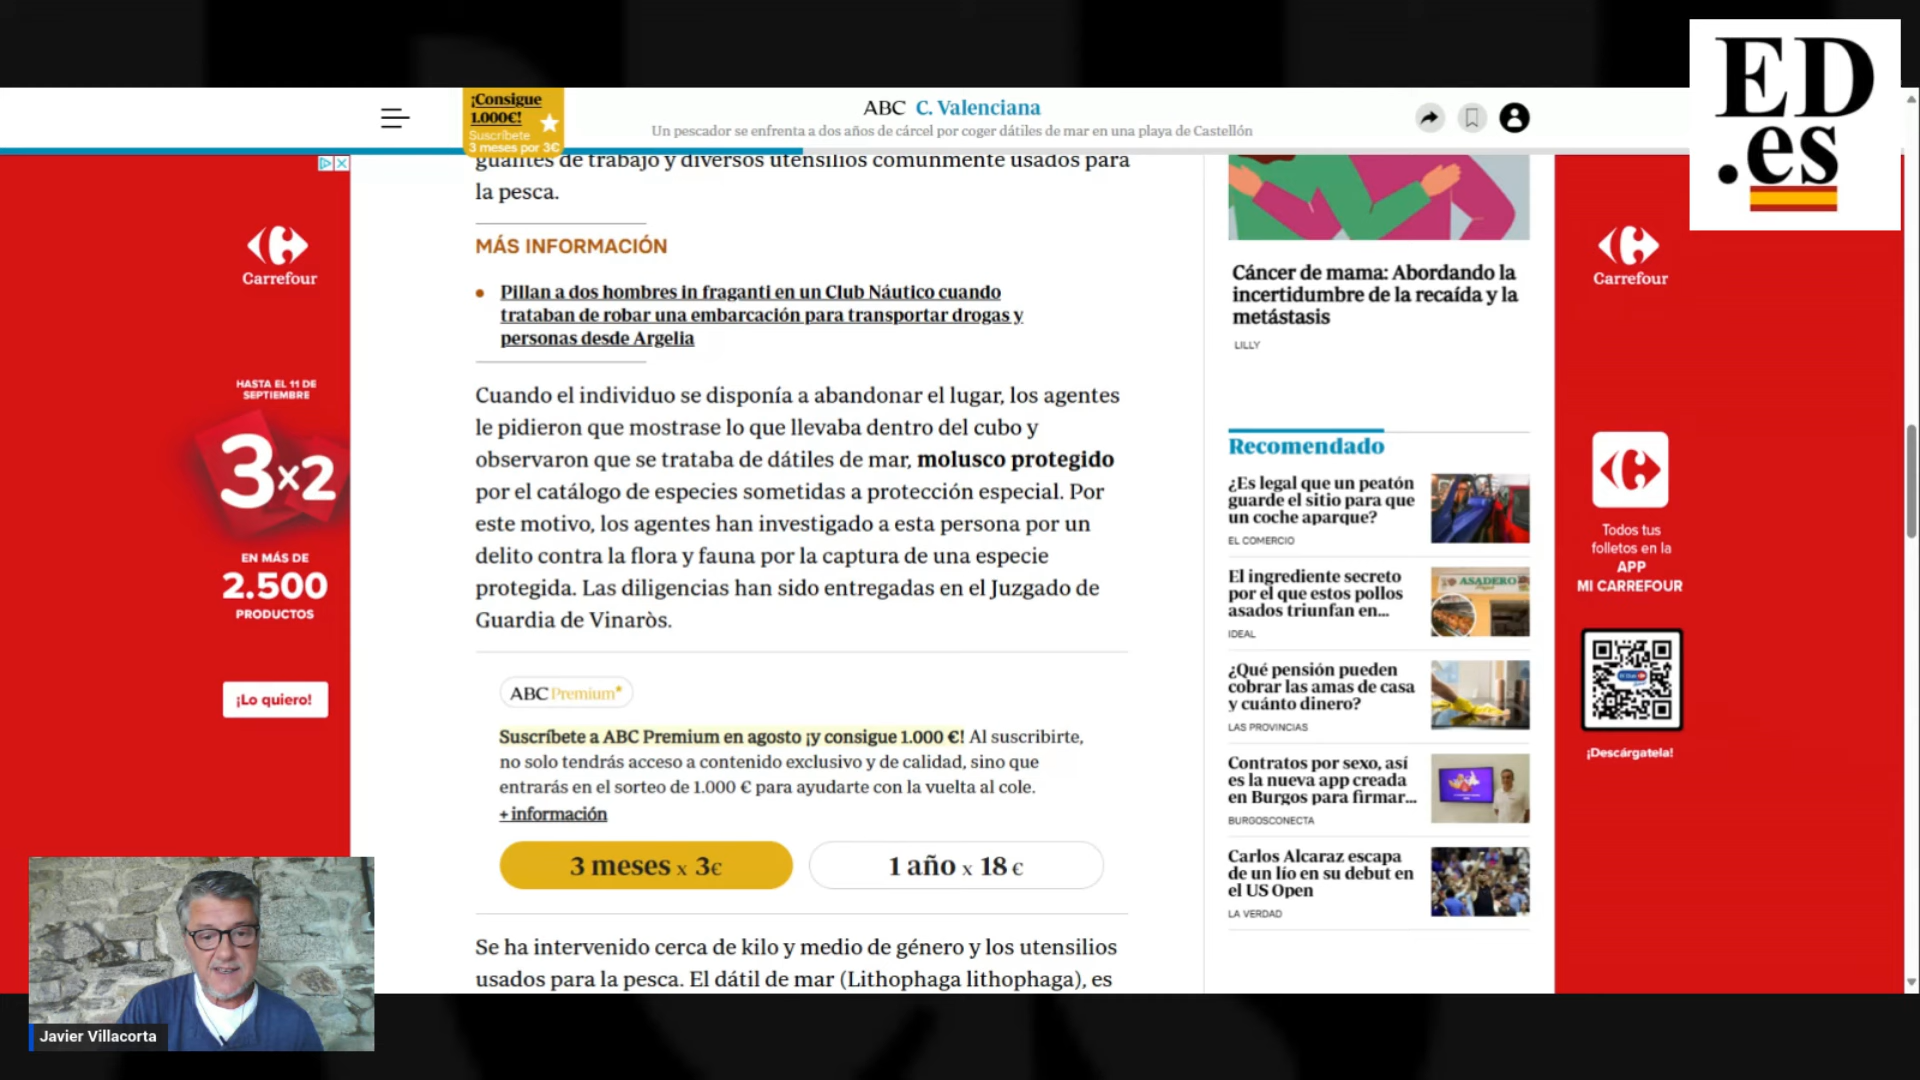 ED
.es
¡Consigue
1.000€!
Suscríbete
3 meses por 3€
ABC C. Valenciana
Un pescador se enfrenta a dos años de cárcel por coger dátiles de mar en una playa de Castellón
guantes de trabajo y diversos utensilios comúnmente usados para
la pesca.
MÁS INFORMACIÓN
Pillan a dos hombres in fraganti en un Club Náutico cuando
trataban de robar una embarcación para transportar drogas y
personas desde Argelia
Cuando el individuo se disponía a abandonar el lugar, los agentes
le pidieron que mostrase lo que llevaba dentro del cubo y
observaron que se trataba de dátiles de mar, molusco protegido
por el catálogo de especies sometidas a protección especial. Por
este motivo, los agentes han investigado a esta persona por un
delito contra la flora y fauna por la captura de una especie
protegida. Las diligencias han sido entregadas en el Juzgado de
Guardia de Vinaròs.
ABC Premium*
Suscríbete a ABC Premium en agosto ¡y consigue 1.000 €! Al suscribirte,
no solo tendrás acceso a contenido exclusivo y de calidad, sino que
entrarás en el sorteo de 1.000 € para ayudarte con la vuelta al cole.
+ información
3 meses x 3€
1 año x 18 €
Se ha intervenido cerca de kilo y medio de género y los utensilios
usados para la pesca. El dátil de mar (Lithophaga lithophaga), es
Cáncer de mama: Abordando la
incertidumbre de la recaída y la
metástasis
LILLY
Recomendado
¿Es legal que un peatón
guarde el sitio para que
un coche aparque?
EL COMERCIO
El ingrediente secreto
por el que estos pollos
asados triunfan en...
IDEAL
ASADERO
¿Qué pensión pueden
cobrar las amas de casa
y cuánto dinero?
LAS PROVINCIAS
Contratos por sexo, así
es la nueva app creada
en Burgos para firmar...
BURGOSCONECTA
Carlos Alcaraz escapa
de un lío en su debut en
el US Open
LA VERDAD
Carrefour
HASTA EL 11 DE
SEPTIEMBRE
3x2
EN MÁS DE
2.500
PRODUCTOS
¡Lo quiero!
Carrefour
Todos tus
folletos en la
APP
MI CARREFOUR
¡Descárgatela!
Javier Villacorta